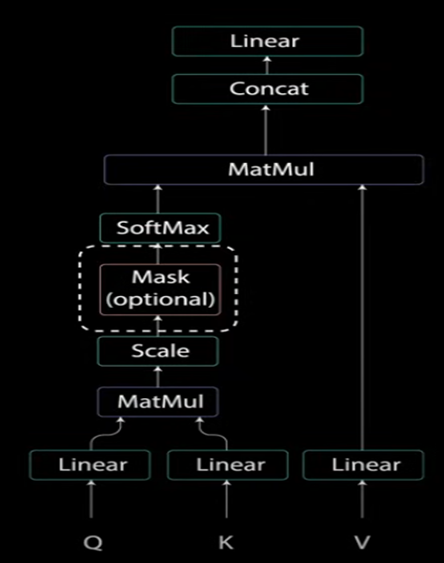 Linear
Concat
MatMul
SoftMax
Mask
(optional)
Scale
MatMul
Linear Linear Linear
Q K V